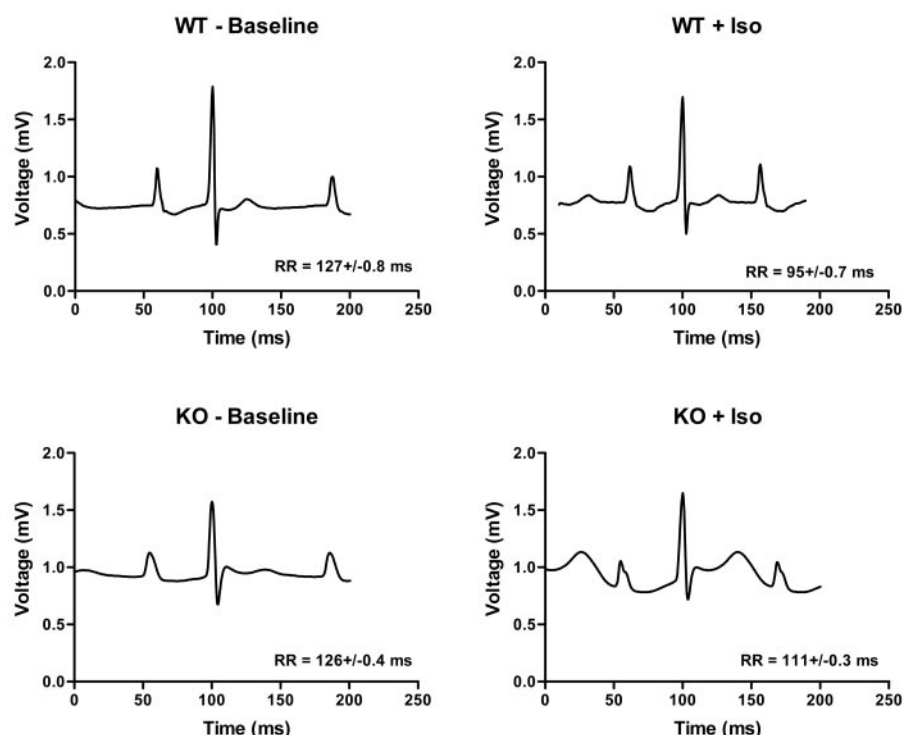 WT - Baseline
2.0
1.5
1.0
0.5
0.0
Voltage (mV)
RR = 127+/-0.8 ms
0 50 100 150 200 250
Time (ms)
WT + Iso
2.0
1.5
1.0
0.5
0.0
Voltage (mV)
RR = 95+/-0.7 ms
0 50 100 150 200 250
Time (ms)
KO - Baseline
2.0
1.5
1.0
0.5
0.0
Voltage (mV)
RR = 126+/-0.4 ms
0 50 100 150 200 250
Time (ms)
KO + Iso
2.0
1.5
1.0
0.5
0.0
Voltage (mV)
RR = 111+/-0.3 ms
0 50 100 150 200 250
Time (ms)